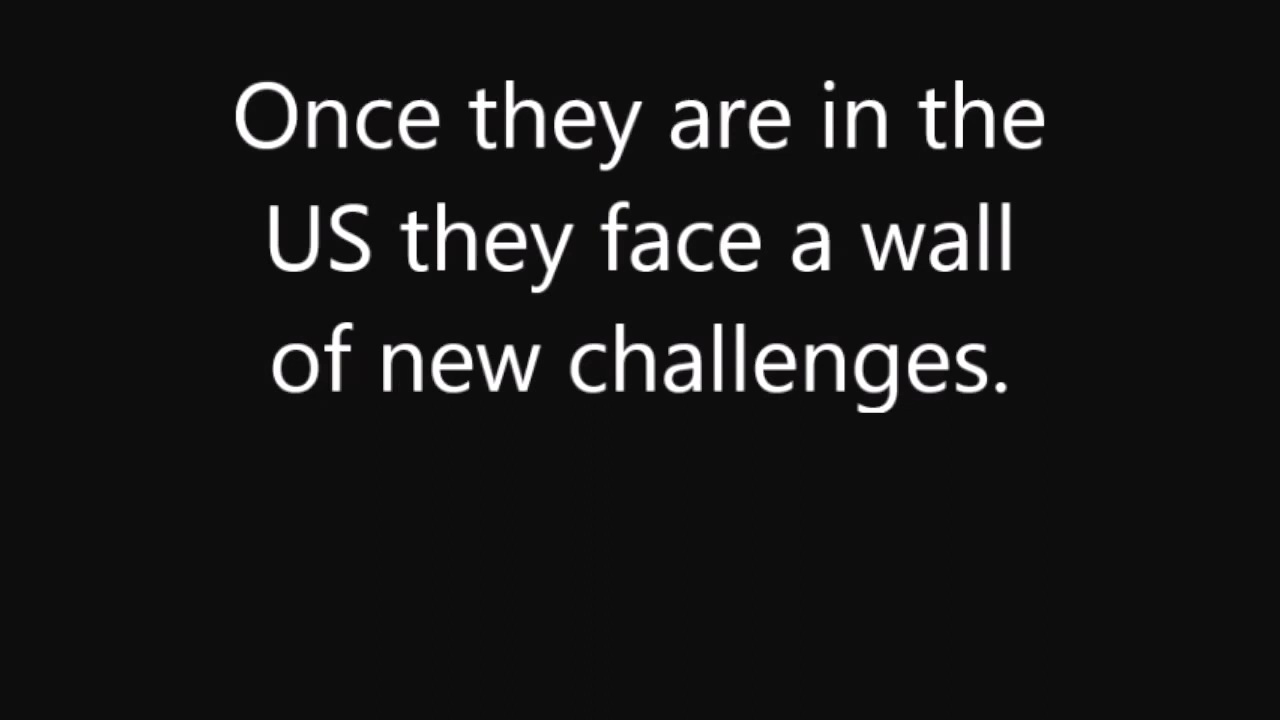 Once they are in the
US they face a wall
of new challenges.